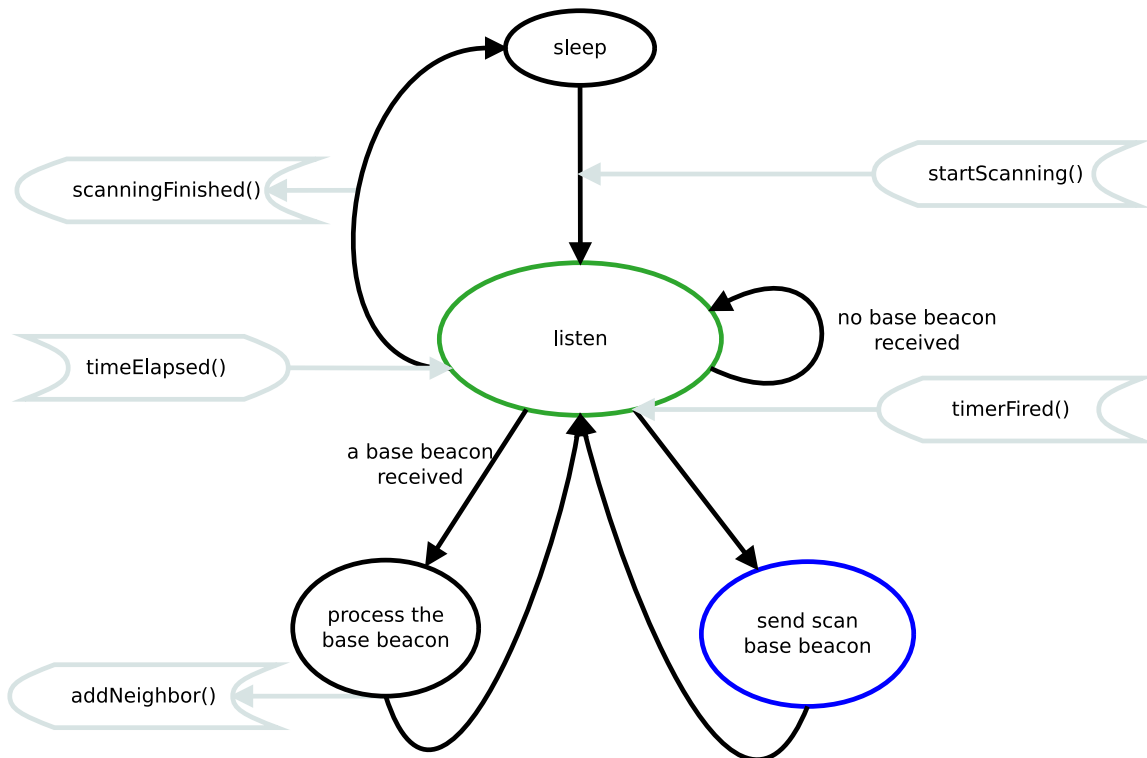 sleep
startScanning()
scanningFinished()
no base beacon
received
listen
timeElapsed()
timerFired()
a base beacon
received
process the
base beacon
send scan
base beacon
addNeighbor()